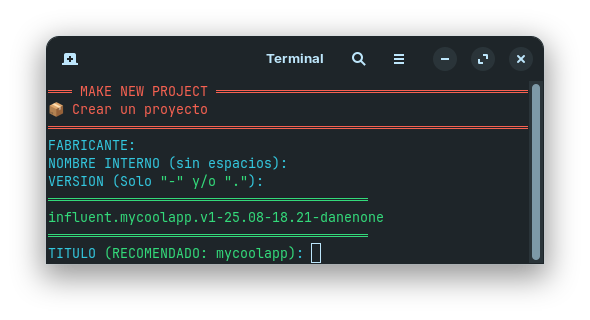 Terminal
MAKE NEW PROJECT
📦 Crear un proyecto
FABRICANTE:
NOMBRE INTERNO (sin espacios):
VERSION (Solo "-" y/o "."):
influent.mycoolapp.v1-25.08-18.21-danenone
TITULO (RECOMENDADO: mycoolapp):